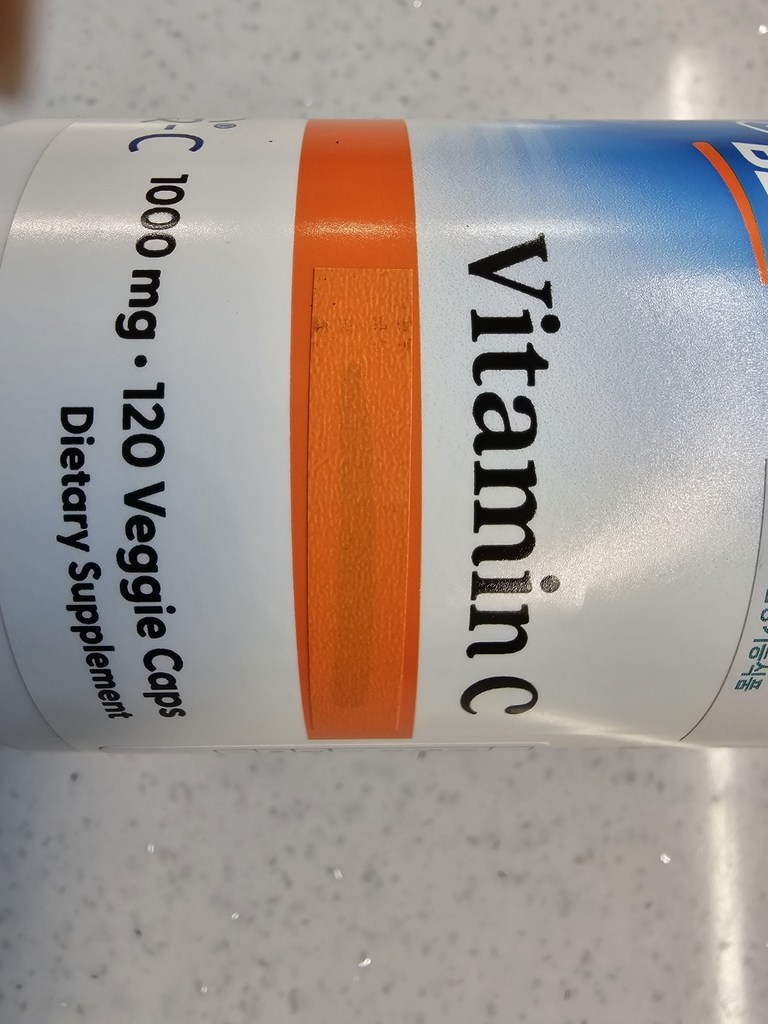 Vitamin C
-C 1000 mg • 120 Veggie Caps
Dietary Supplement